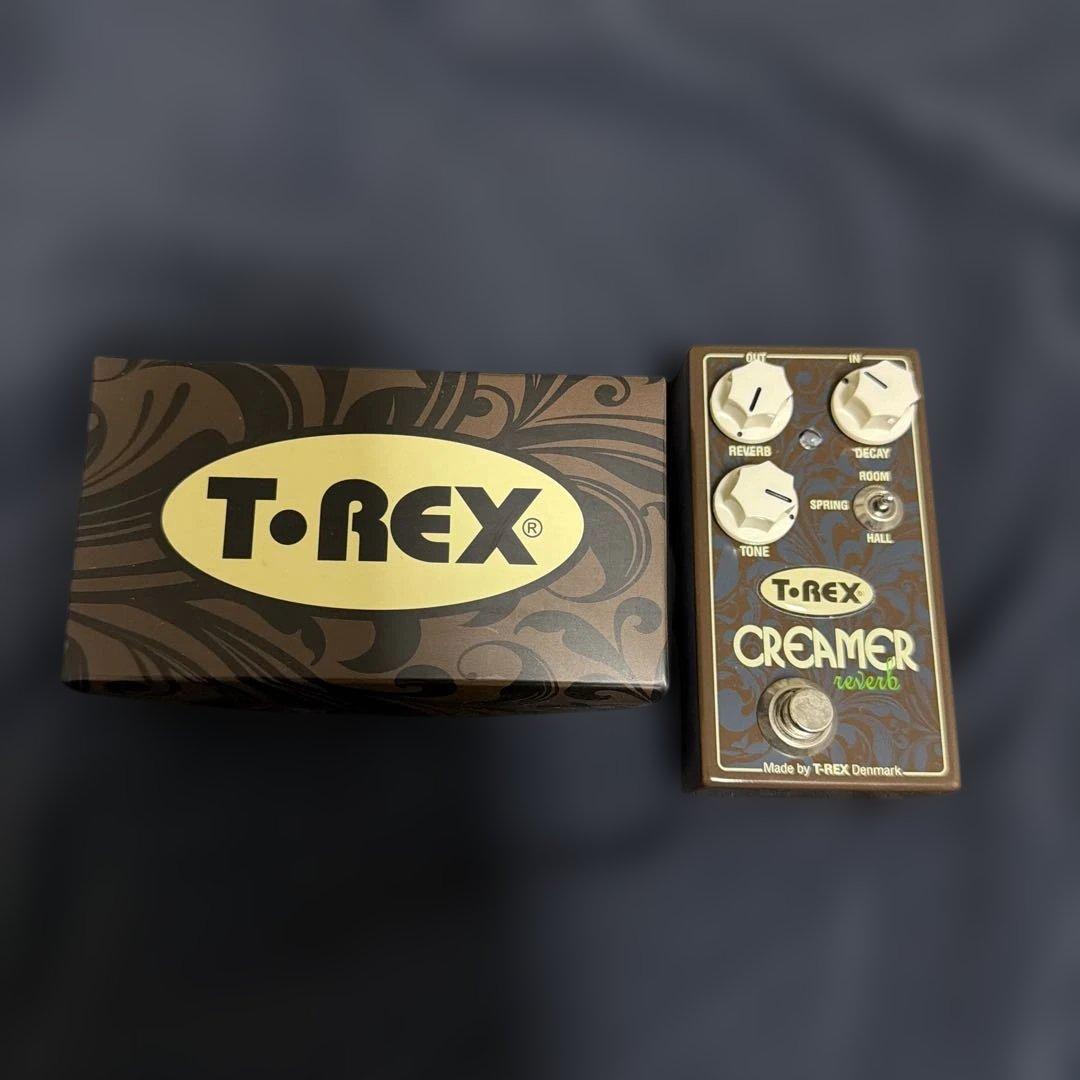 T•REX®
OUT IN
REVERB DECAY
ROOM
SPRING
HALL
TONE
T•REX®
CREAMER
reverb
Made by T-REX Denmark